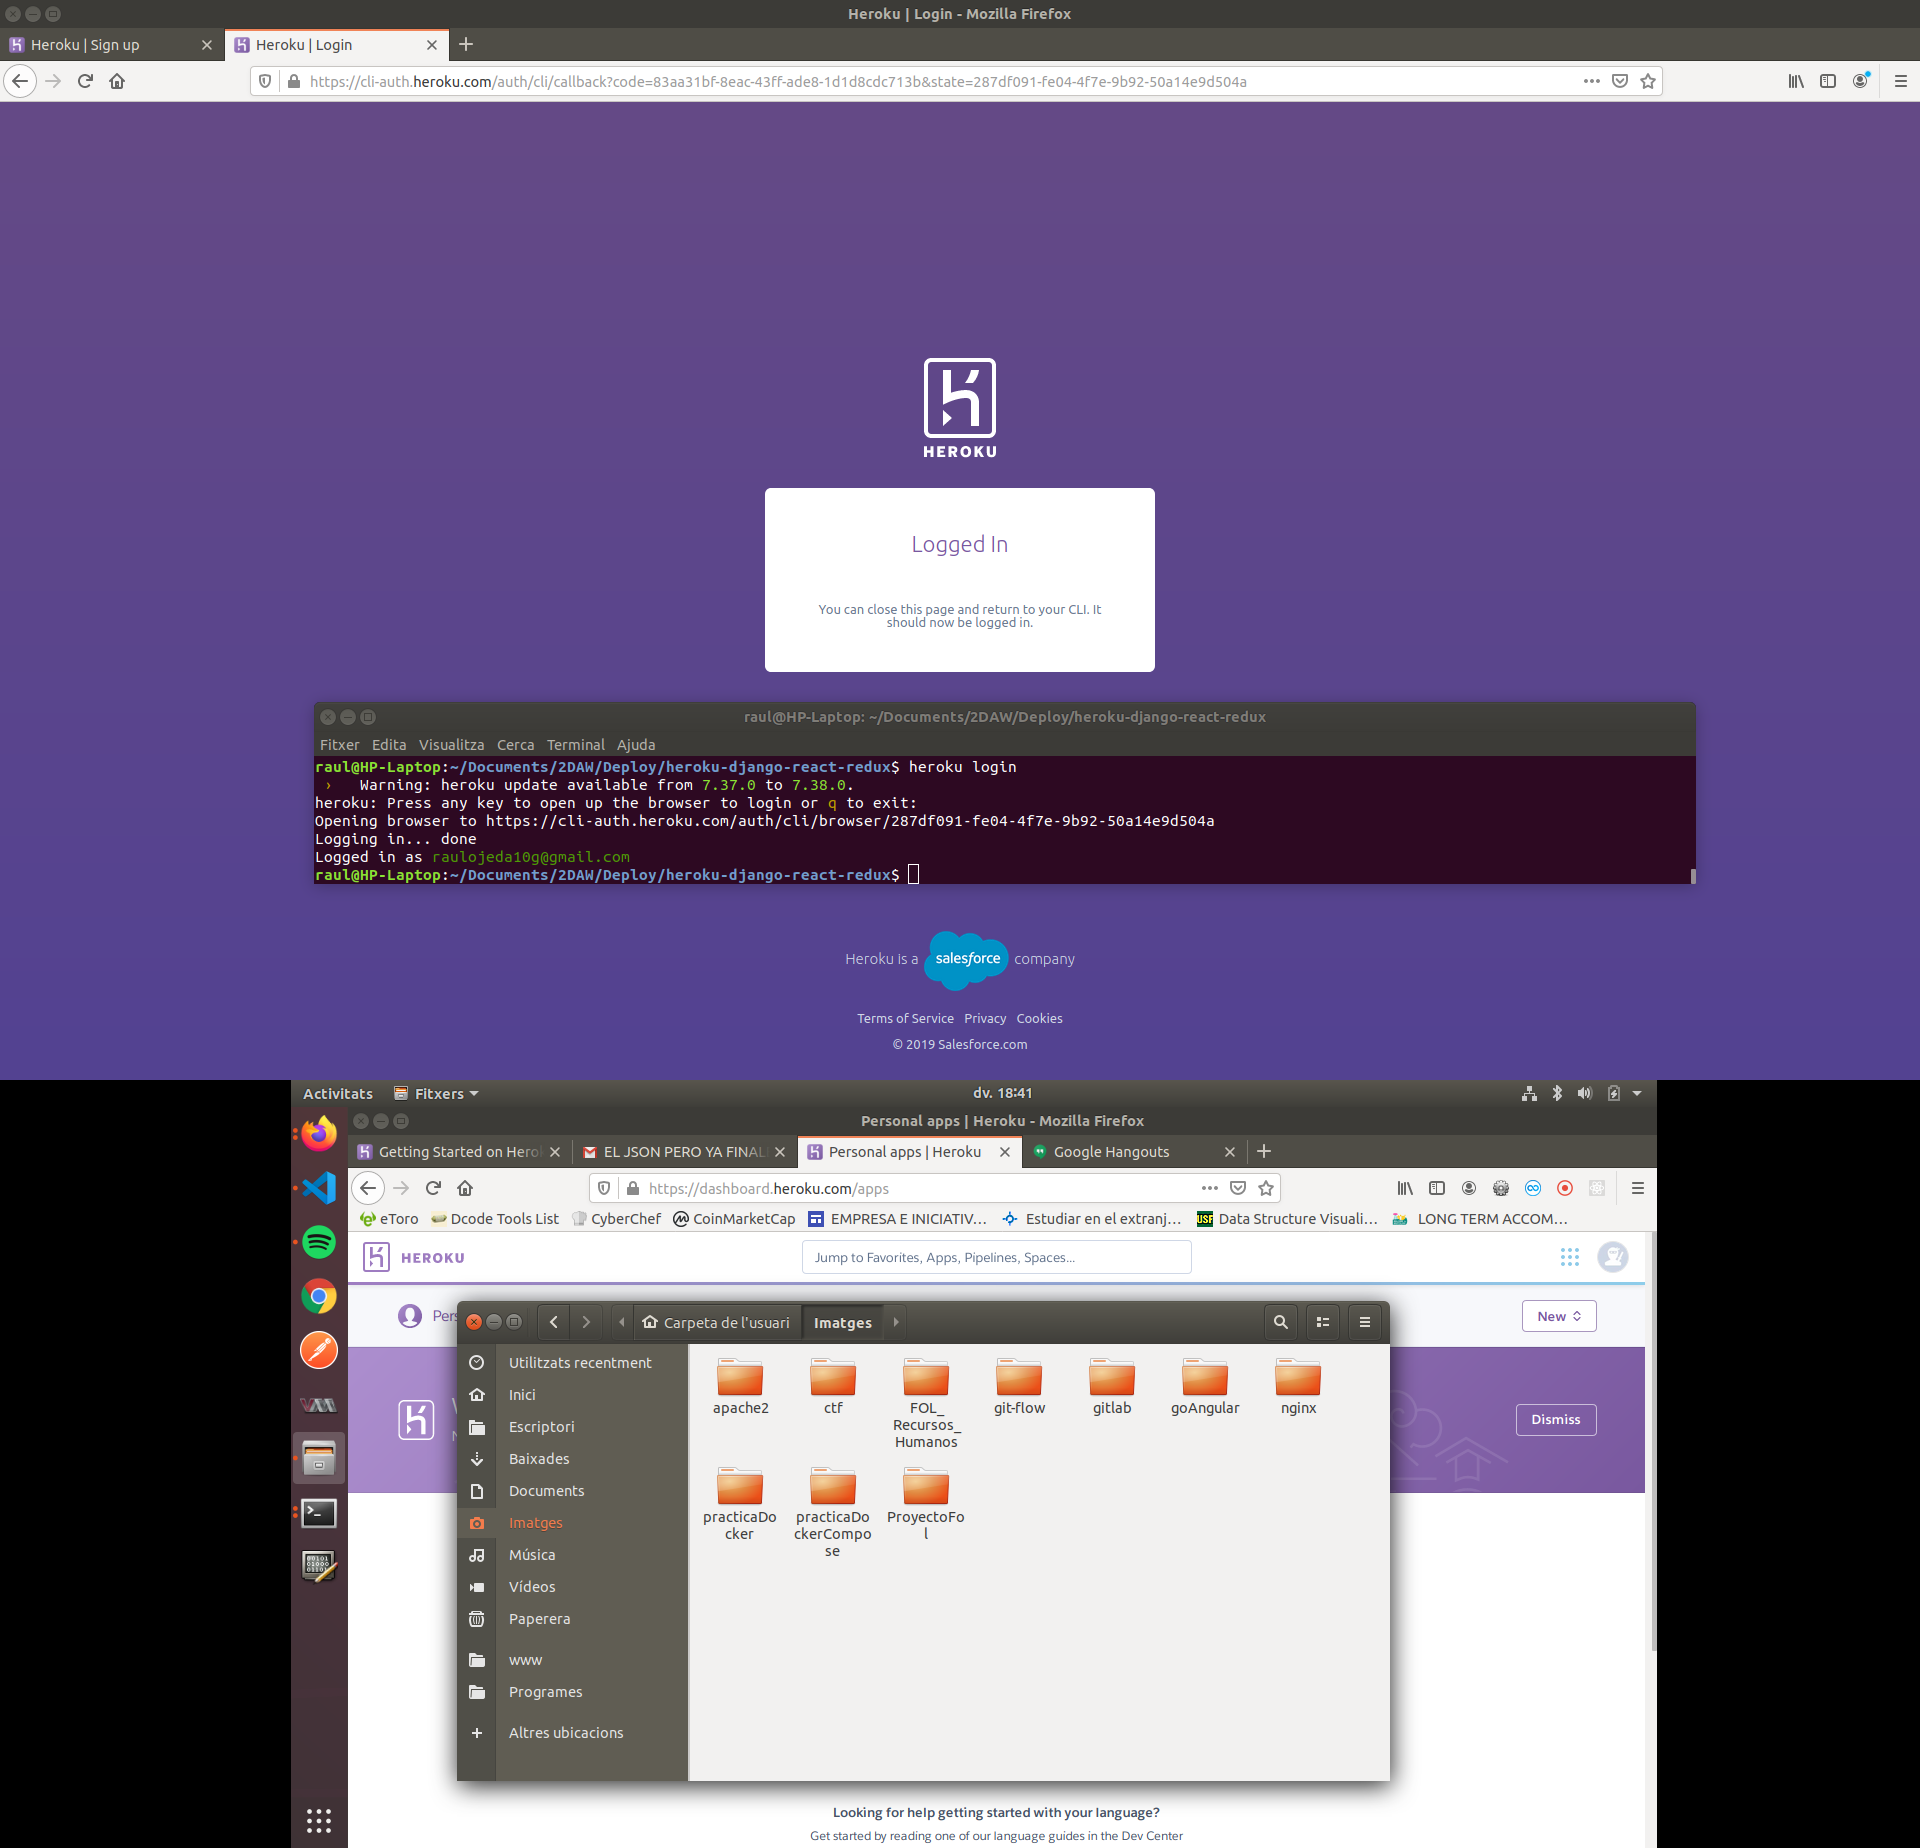 Heroku | Login - Mozilla Firefox
Heroku | Sign up
Heroku | Login
https://cli-auth.heroku.com/auth/cli/callback?code=83aa31bf-8eac-43ff-ade8-1d1d8cdc713b&state=287df091-fe04-4f7e-9b92-50a14e9d504a
HEROKU
Logged In
You can close this page and return to your CLI. It
should now be logged in.
raul@HP-Laptop: ~/Documents/2DAW/Deploy/heroku-django-react-redux
Fitxer Edita Visualitza Cerca Terminal Ajuda
raul@HP-Laptop:~/Documents/2DAW/Deploy/heroku-django-react-redux$ heroku login
› Warning: heroku update available from 7.37.0 to 7.38.0.
heroku: Press any key to open up the browser to login or q to exit:
Opening browser to https://cli-auth.heroku.com/auth/cli/browser/287df091-fe04-4f7e-9b92-50a14e9d504a
Logging in... done
Logged in as raulojeda10g@gmail.com
raul@HP-Laptop:~/Documents/2DAW/Deploy/heroku-django-react-redux$
Heroku is a salesforce company
Terms of Service Privacy Cookies
© 2019 Salesforce.com
Activitats Fitxers dv. 18:41
Personal apps | Heroku - Mozilla Firefox
Getting Started on Herok
EL JSON PERO YA FINAL
Personal apps | Heroku
Google Hangouts
https://dashboard.heroku.com/apps
eToro Dcode Tools List CyberChef CoinMarketCap EMPRESA E INICIATIV... Estudiar en el extranj... Data Structure Visuali... LONG TERM ACCOM...
HEROKU
Jump to Favorites, Apps, Pipelines, Spaces...
Pers
New
Carpeta de l'usuari Imatges
Utilitzats recentment
Inici
Escriptori
Baixades
Documents
Imatges
Música
Vídeos
Paperera
www
Programes
Altres ubicacions
apache2
ctf
FOL_
Recursos_
Humanos
git-flow
gitlab
goAngular
nginx
practicaDo
cker
practicaDo
ckerCompo
se
ProyectoFo
l
Dismiss
Looking for help getting started with your language?
Get started by reading one of our language guides in the Dev Center